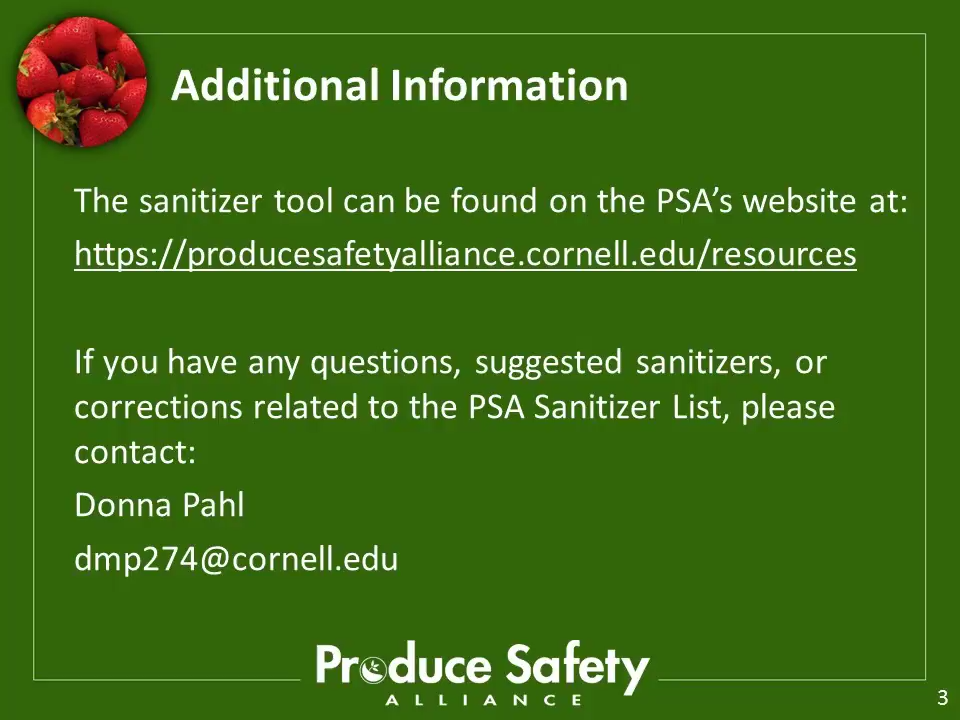 Additional Information
The sanitizer tool can be found on the PSA’s website at:
https://producesafetyalliance.cornell.edu/resources
If you have any questions, suggested sanitizers, or
corrections related to the PSA Sanitizer List, please
contact:
Donna Pahl
dmp274@cornell.edu
Produce Safety
ALLIANCE
3